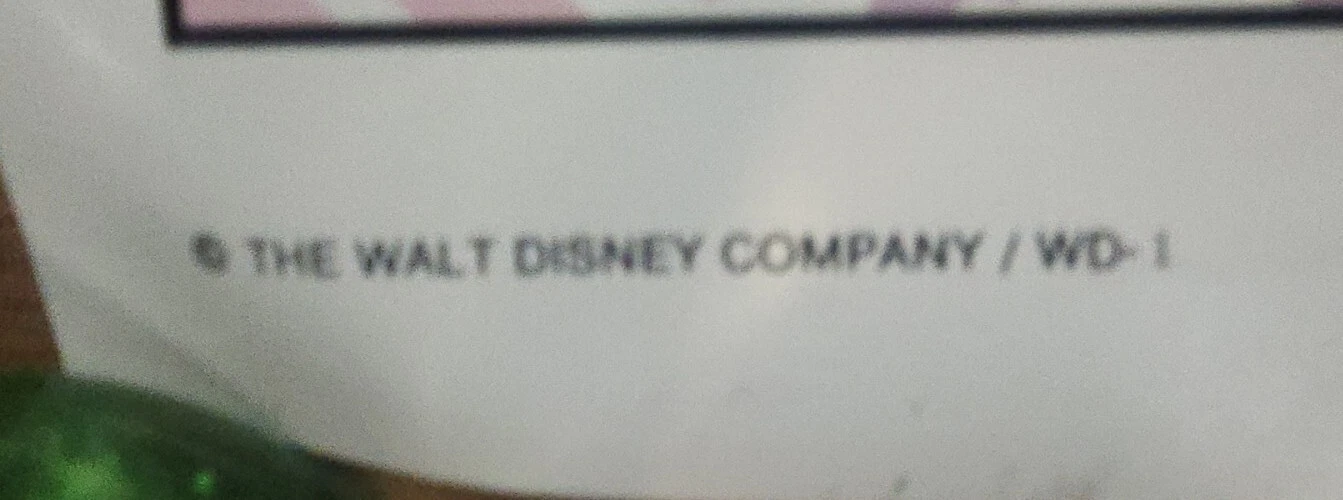 © THE WALT DISNEY COMPANY / WD- 1